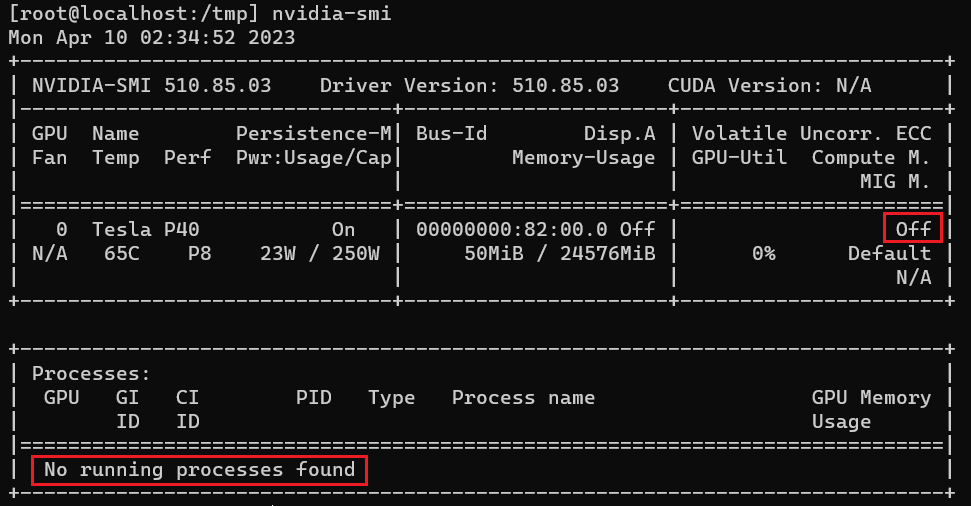 [root@localhost:/tmp] nvidia-smi
Mon Apr 10 02:34:52 2023
+-----------------------------------------------------------------------------+
| NVIDIA-SMI 510.85.03    Driver Version: 510.85.03    CUDA Version: N/A      |
|-------------------------------+----------------------+----------------------+
| GPU  Name        Persistence-M| Bus-Id        Disp.A | Volatile Uncorr. ECC |
| Fan  Temp  Perf  Pwr:Usage/Cap|         Memory-Usage | GPU-Util  Compute M. |
|                               |                      |               MIG M. |
|===============================+======================+======================|
|   0  Tesla P40           On   | 00000000:82:00.0 Off |                  Off |
| N/A   65C    P8    23W / 250W |     50MiB / 24576MiB |      0%      Default |
|                               |                      |                  N/A |
+-------------------------------+----------------------+----------------------+

+-----------------------------------------------------------------------------+
| Processes:                                                                  |
|  GPU   GI   CI        PID   Type   Process name                  GPU Memory |
|        ID   ID                                                   Usage      |
|=============================================================================|
|  No running processes found                                                 |
+-----------------------------------------------------------------------------+